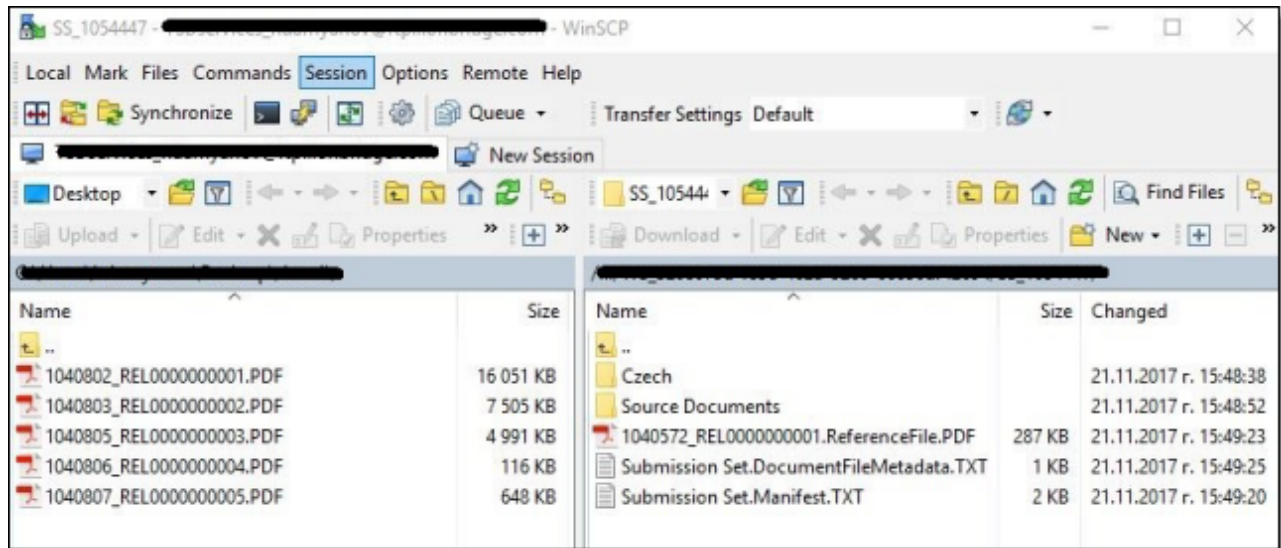 SS_1054447 - - WinSCP
Local Mark Files Commands Session Options Remote Help
Synchronize Queue Transfer Settings Default
New Session
Desktop SS_10544 Find Files
Upload Edit Properties » » Download Edit Properties New »
Name Size Name Size Changed
.. ..
1040802_REL0000000001.PDF 16 051 KB Czech 21.11.2017 г. 15:48:38
1040803_REL0000000002.PDF 7 505 KB Source Documents 21.11.2017 г. 15:48:52
1040805_REL0000000003.PDF 4 991 KB 1040572_REL0000000001.ReferenceFile.PDF 287 KB 21.11.2017 г. 15:49:23
1040806_REL0000000004.PDF 116 KB Submission Set.DocumentFileMetadata.TXT 1 KB 21.11.2017 г. 15:49:25
1040807_REL0000000005.PDF 648 KB Submission Set.Manifest.TXT 2 KB 21.11.2017 г. 15:49:20